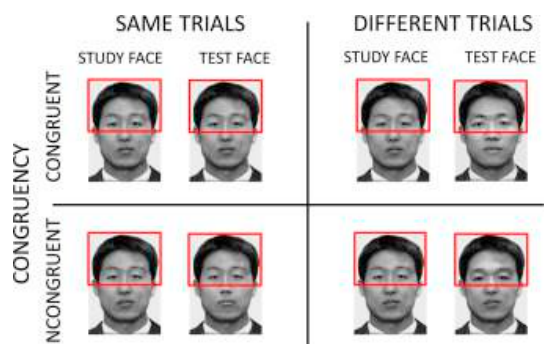 SAME TRIALS
DIFFERENT TRIALS
STUDY FACE
TEST FACE
STUDY FACE
TEST FACE
CONGRUENCY
CONGRUENT
NCONGRUENT